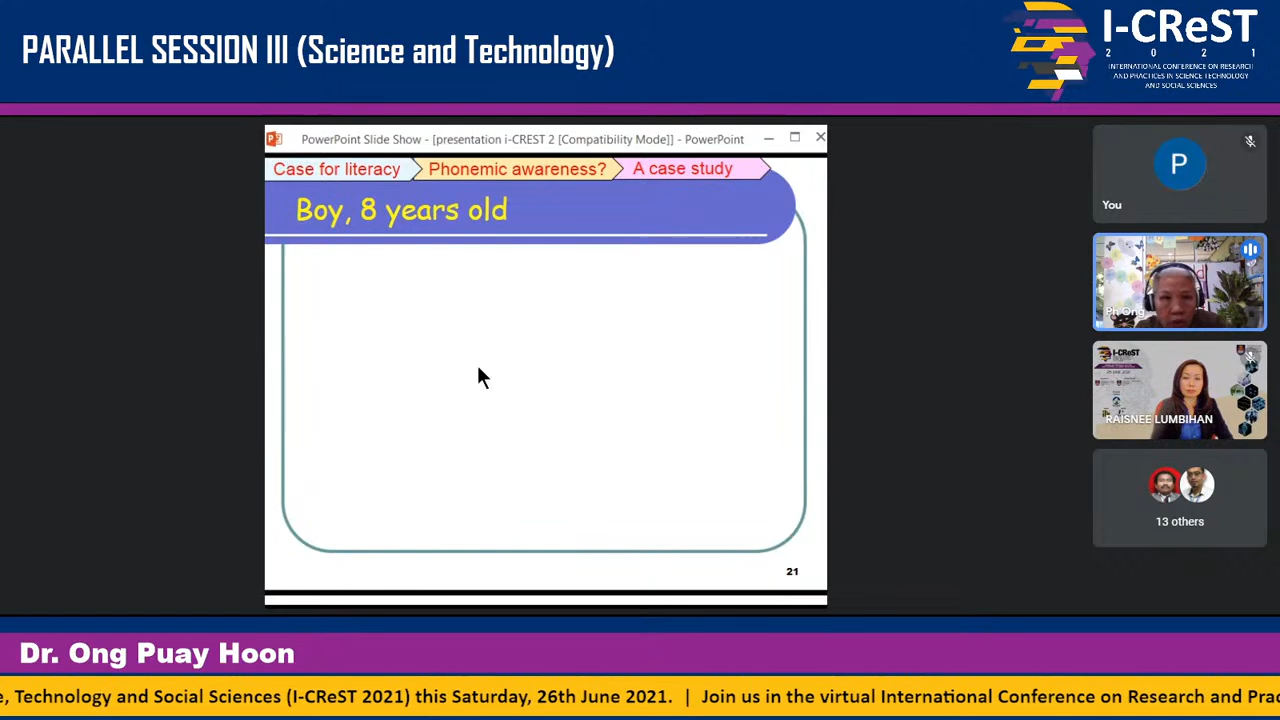 PARALLEL SESSION III (Science and Technology)
I-CReST
2 0 2 1
INTERNATIONAL CONFERENCE ON RESEARCH
AND PRACTICES IN SCIENCE TECHNOLOGY
AND SOCIAL SCIENCES
PowerPoint Slide Show - [presentation i-CREST 2 [Compatibility Mode]] - PowerPoint
Case for literacy
Phonemic awareness?
A case study
Boy, 8 years old
21
P
You
Ph Ong
I-CReST
RAISNEE LUMBIHAN
13 others
Dr. Ong Puay Hoon
e, Technology and Social Sciences (I-CReST 2021) this Saturday, 26th June 2021. | Join us in the virtual International Conference on Research and Prac